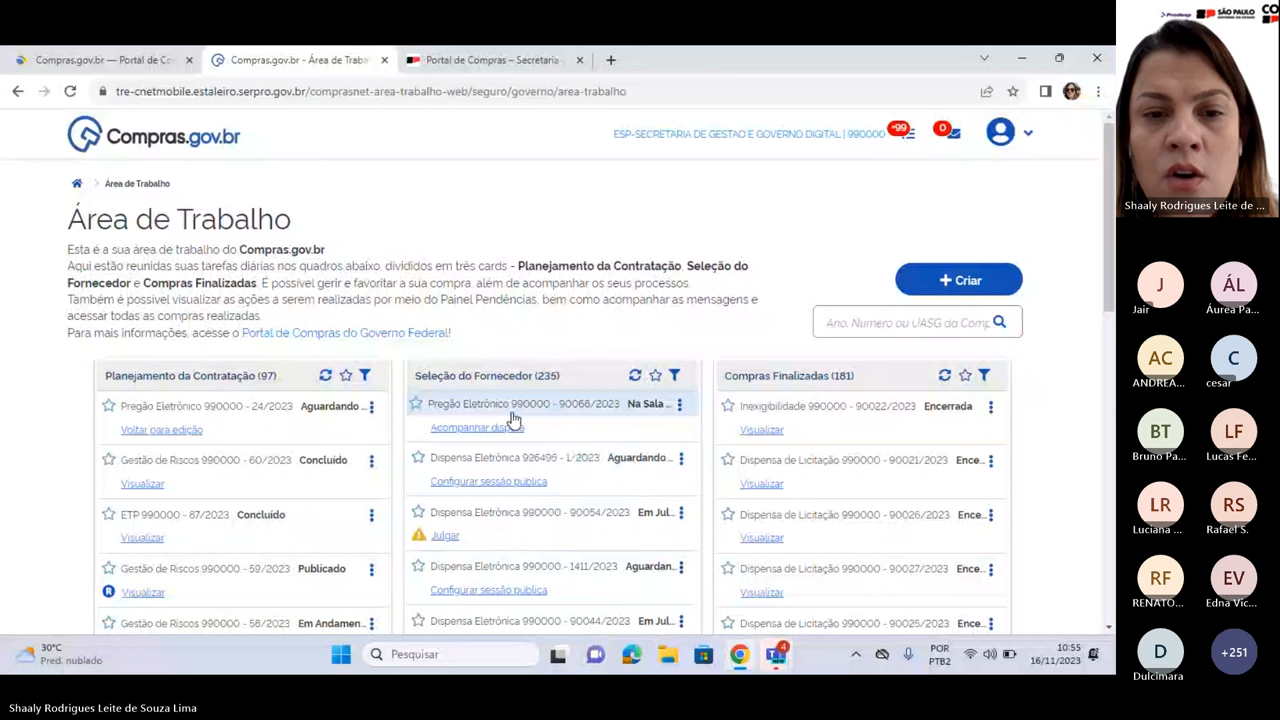 Compras.gov.br — Portal de Co
Compras.gov.br - Área de Trab
Portal de Compras – Secretaria
tre-cnetmobile.estaleiro.serpro.gov.br/comprasnet-area-trabalho-web/seguro/governo/area-trabalho
Prodesp
SÃO PAULO
CO
Compras.gov.br
ESP-SECRETARIA DE GESTAO E GOVERNO DIGITAL | 990000
+99
0
Área de Trabalho
Área de Trabalho
Esta é a sua área de trabalho do Compras.gov.br
Aqui estão reunidas suas tarefas diárias nos quadros abaixo, divididos em três cards - Planejamento da Contratação, Seleção do
Fornecedor e Compras Finalizadas. É possível gerir e favoritar a sua compra, além de acompanhar os seus processos.
Também é possível visualizar as ações a serem realizadas por meio do Painel Pendências, bem como acompanhar as mensagens e
acessar todas as compras realizadas.
Para mais informações, acesse o Portal de Compras do Governo Federal!
Criar
Ano, Numero ou UASG da Comp
Planejamento da Contratação (97)
Pregão Eletrônico 990000 - 24/2023 Aguardando ...
Voltar para edição
Gestão de Riscos 990000 - 60/2023 Concluído
Visualizar
ETP 990000 - 87/2023 Concluído
Visualizar
Gestão de Riscos 990000 - 59/2023 Publicado
R Visualizar
Gestão de Riscos 990000 - 58/2023 Em Andamen...
Seleção do Fornecedor (235)
Pregão Eletrônico 990000 - 90068/2023 Na Sala ...
Acompanhar
Dispensa Eletrônica 926496 - 1/2023 Aguardando...
Configurar sessão pública
Dispensa Eletrônica 990000 - 90054/2023 Em Jul...
Julgar
Dispensa Eletrônica 990000 - 1411/2023 Aguardan...
Configurar sessão pública
Dispensa Eletrônica 990000 - 90044/2023 Em Jul...
Compras Finalizadas (181)
Inexigibilidade 990000 - 90022/2023 Encerrada
Visualizar
Dispensa de Licitação 990000 - 90021/2023 Ence...
Visualizar
Dispensa de Licitação 990000 - 90026/2023 Ence...
Visualizar
Dispensa de Licitação 990000 - 90027/2023 Ence...
Visualizar
Dispensa de Licitação 990000 - 90025/2023 Ence...
30°C
Pred. nublado
Pesquisar
4
POR
PTB2
10:55
16/11/2023
Shaaly Rodrigues Leite de ...
J
Jair
ÁL
Áurea Pa...
AC
ANDREA...
C
cesar
BT
Bruno Pa...
LF
Lucas Fe...
LR
Luciana ...
RS
Rafael S.
RF
RENATO...
EV
Edna Vic...
D
Dulcimara
+251
Shaaly Rodrigues Leite de Souza Lima